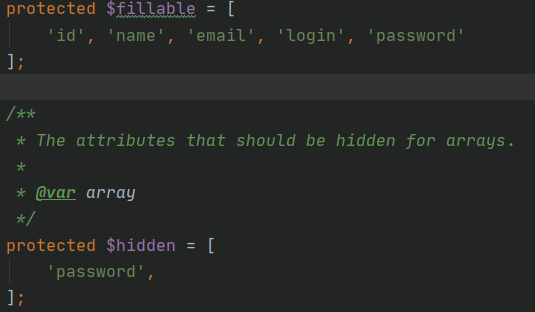 protected $fillable = [
'id', 'name', 'email', 'login', 'password'
];
/**
* The attributes that should be hidden for arrays.
*
* @var array
*/
protected $hidden = [
'password',
];